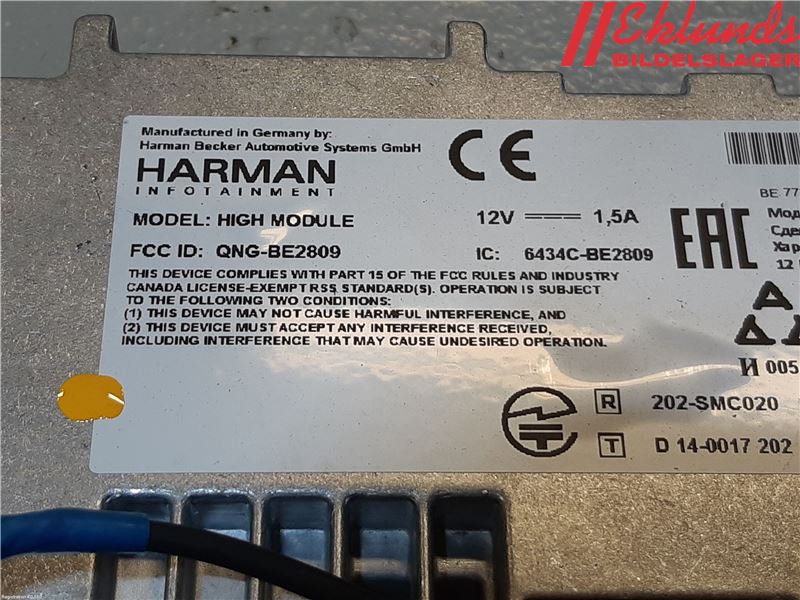 Eklunds
BILDELSLAGER
Manufactured in Germany by:
Harman Becker Automotive Systems GmbH
HARMAN
INFOTAINMENT
MODEL: HIGH MODULE
12V 1,5A
FCC ID: QNG-BE2809
IC: 6434C-BE2809
THIS DEVICE COMPLIES WITH PART 15 OF THE FCC RULES AND INDUSTRY
CANADA LICENSE-EXEMPT RSS STANDARD(S). OPERATION IS SUBJECT
TO THE FOLLOWING TWO CONDITIONS:
(1) THIS DEVICE MAY NOT CAUSE HARMFUL INTERFERENCE, AND
(2) THIS DEVICE MUST ACCEPT ANY INTERFERENCE RECEIVED,
INCLUDING INTERFERENCE THAT MAY CAUSE UNDESIRED OPERATION.
CE
BE 77
EAC
12
005
R 202-SMC020
T D 14-0017 202